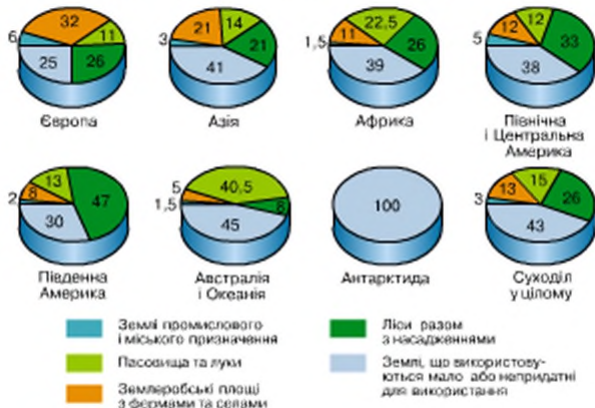 32
6
11
25
26
Європа
21
14
3
21
41
Азія
22,5
11
1,5
26
39
Африка
12
12
5
33
38
Північна
і Центральна
Америка
13
8
2
47
30
Південна
Америка
5
40,5
1,5
8
45
Австралія
і Океанія
100
Антарктида
15
13
3
26
43
Суходіл
у цілому
Землі промислового
і міського призначення
Пасовища та луки
Землеробські площі
з фермами та селами
Ліси разом
з насадженнями
Землі, що використову-
ються мало або непридатні
для використання